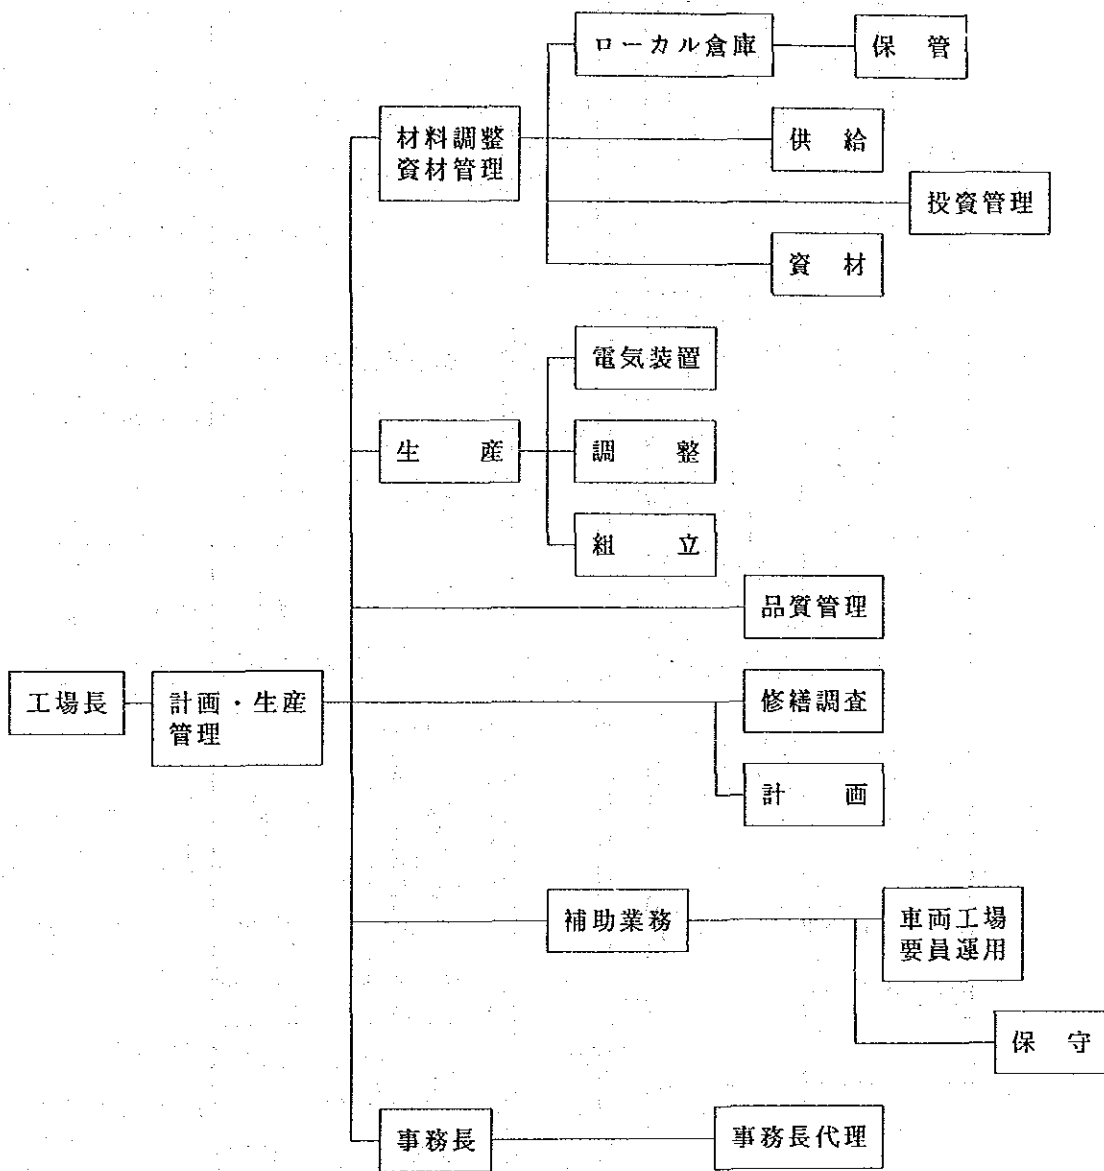 ローカル倉庫
保管
材料調整
資材管理
供給
投資管理
資材
電気装置
生産
調整
組立
品質管理
工場長
計画・生産
管理
修繕調査
計画
補助業務
車両工場
要員運用
保守
事務長
事務長代理